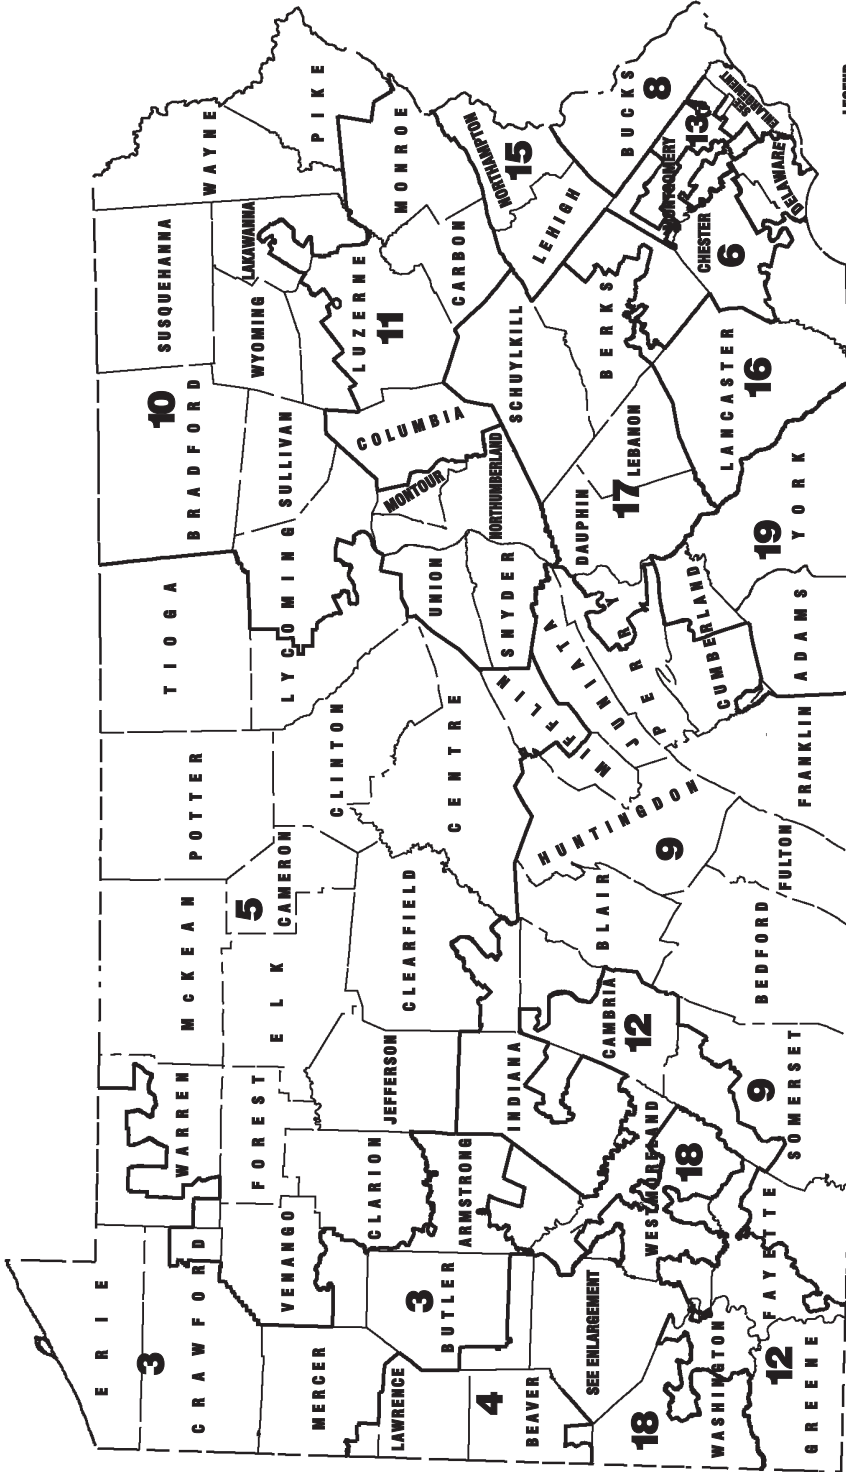 ERIE
3
CRAWFORD
MERCER
LAWRENCE
4
BEAVER
3
BUTLER
VENANGO
WARREN
FOREST
CLARION
ARMSTRONG
JEFFERSON
INDIANA
McKEAN
ELK
5
CAMERON
POTTER
CLEARFIELD
CLINTON
CENTRE
TIOGA
LYCOMING
10
BRADFORD
SULLIVAN
SUSQUEHANNA
WYOMING
LAKAWANNA
WAYNE
PIKE
MONROE
LUZERNE
11
CARBON
COLUMBIA
MONTOUR
NORTHUMBERLAND
UNION
SNYDER
MIFFLIN
JUNIATA
PERRY
HUNTINGDON
9
BLAIR
CAMBRIA
12
SEE ENLARGEMENT
WESTMORELAND
18
18
WASHINGTON
12
GREENE
FAYETTE
9
SOMERSET
BEDFORD
FULTON
FRANKLIN
CUMBERLAND
CUMBERLAND
ADAMS
19
YORK
DAUPHIN
17
LEBANON
SCHUYLKILL
BERKS
LANCASTER
16
LEHIGH
NORTHAMPTON
15
BUCKS
8
MONTGOMERY
13
CHESTER
6
DELAWARE
SEE ENLARGEMENT